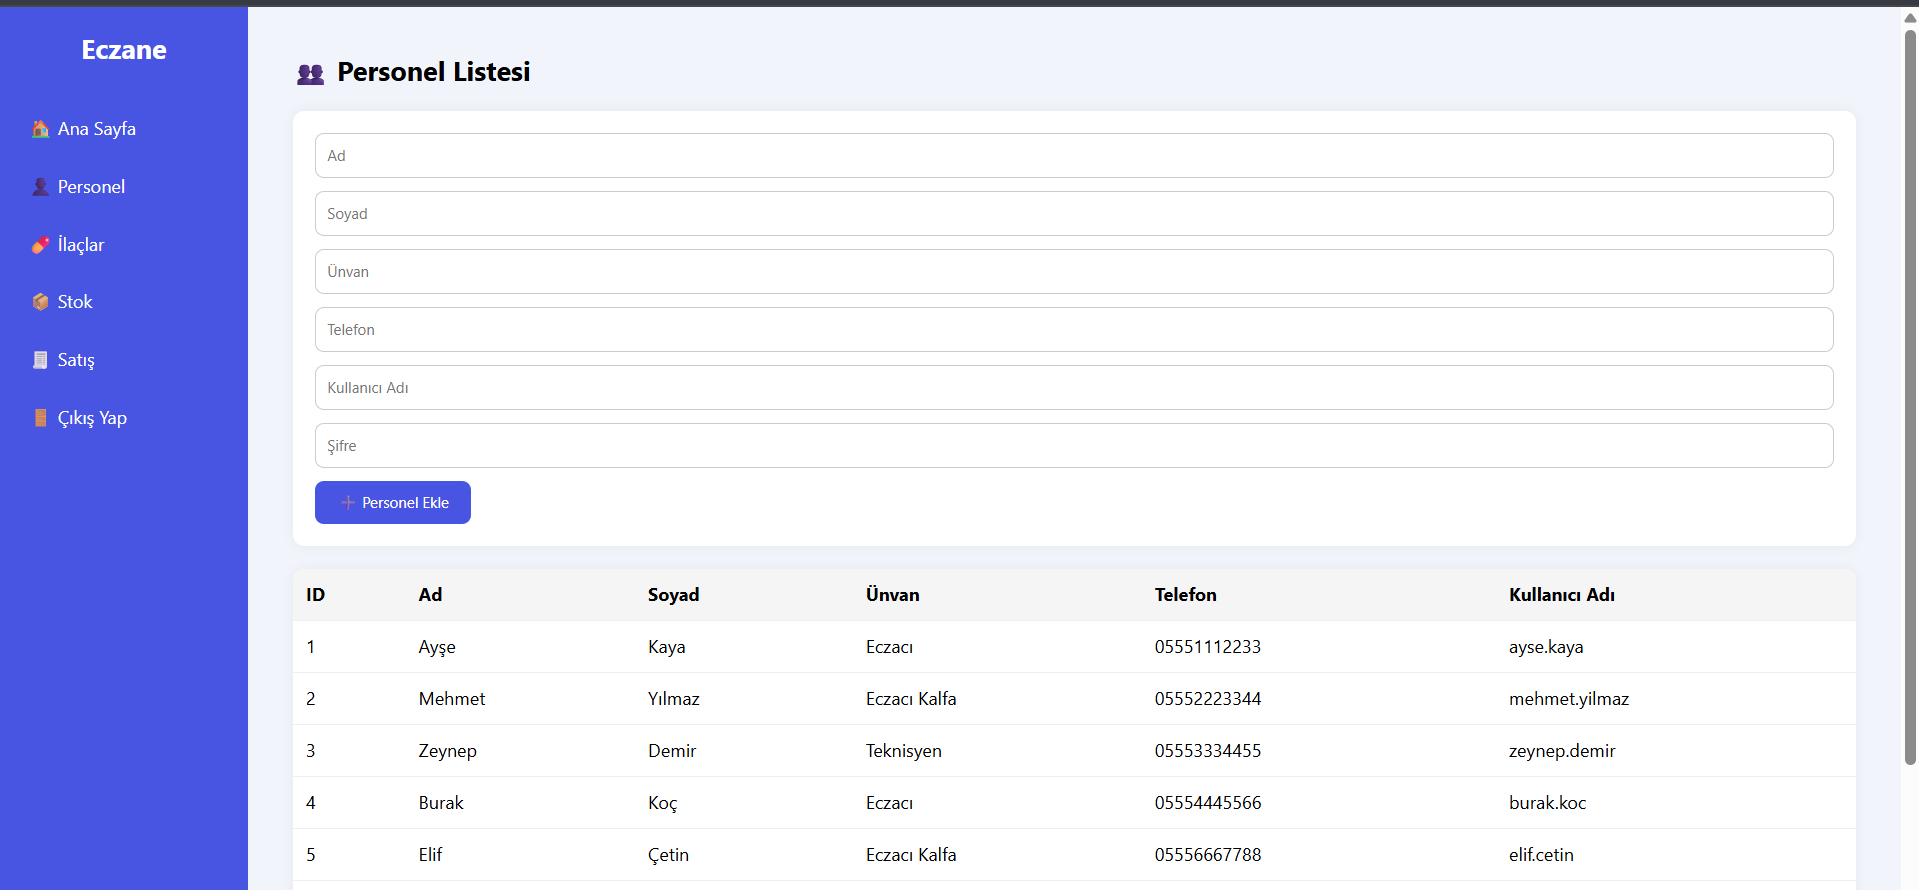 Eczane
Ana Sayfa
Personel
İlaçlar
Stok
Satış
Çıkış Yap
Personel Listesi
Ad
Soyad
Ünvan
Telefon
Kullanıcı Adı
Şifre
Personel Ekle
ID Ad Soyad Ünvan Telefon Kullanıcı Adı
1 Ayşe Kaya Eczacı 05551112233 ayse.kaya
2 Mehmet Yılmaz Eczacı Kalfa 05552223344 mehmet.yilmaz
3 Zeynep Demir Teknisyen 05553334455 zeynep.demir
4 Burak Koç Eczacı 05554445566 burak.koc
5 Elif Çetin Eczacı Kalfa 05556667788 elif.cetin